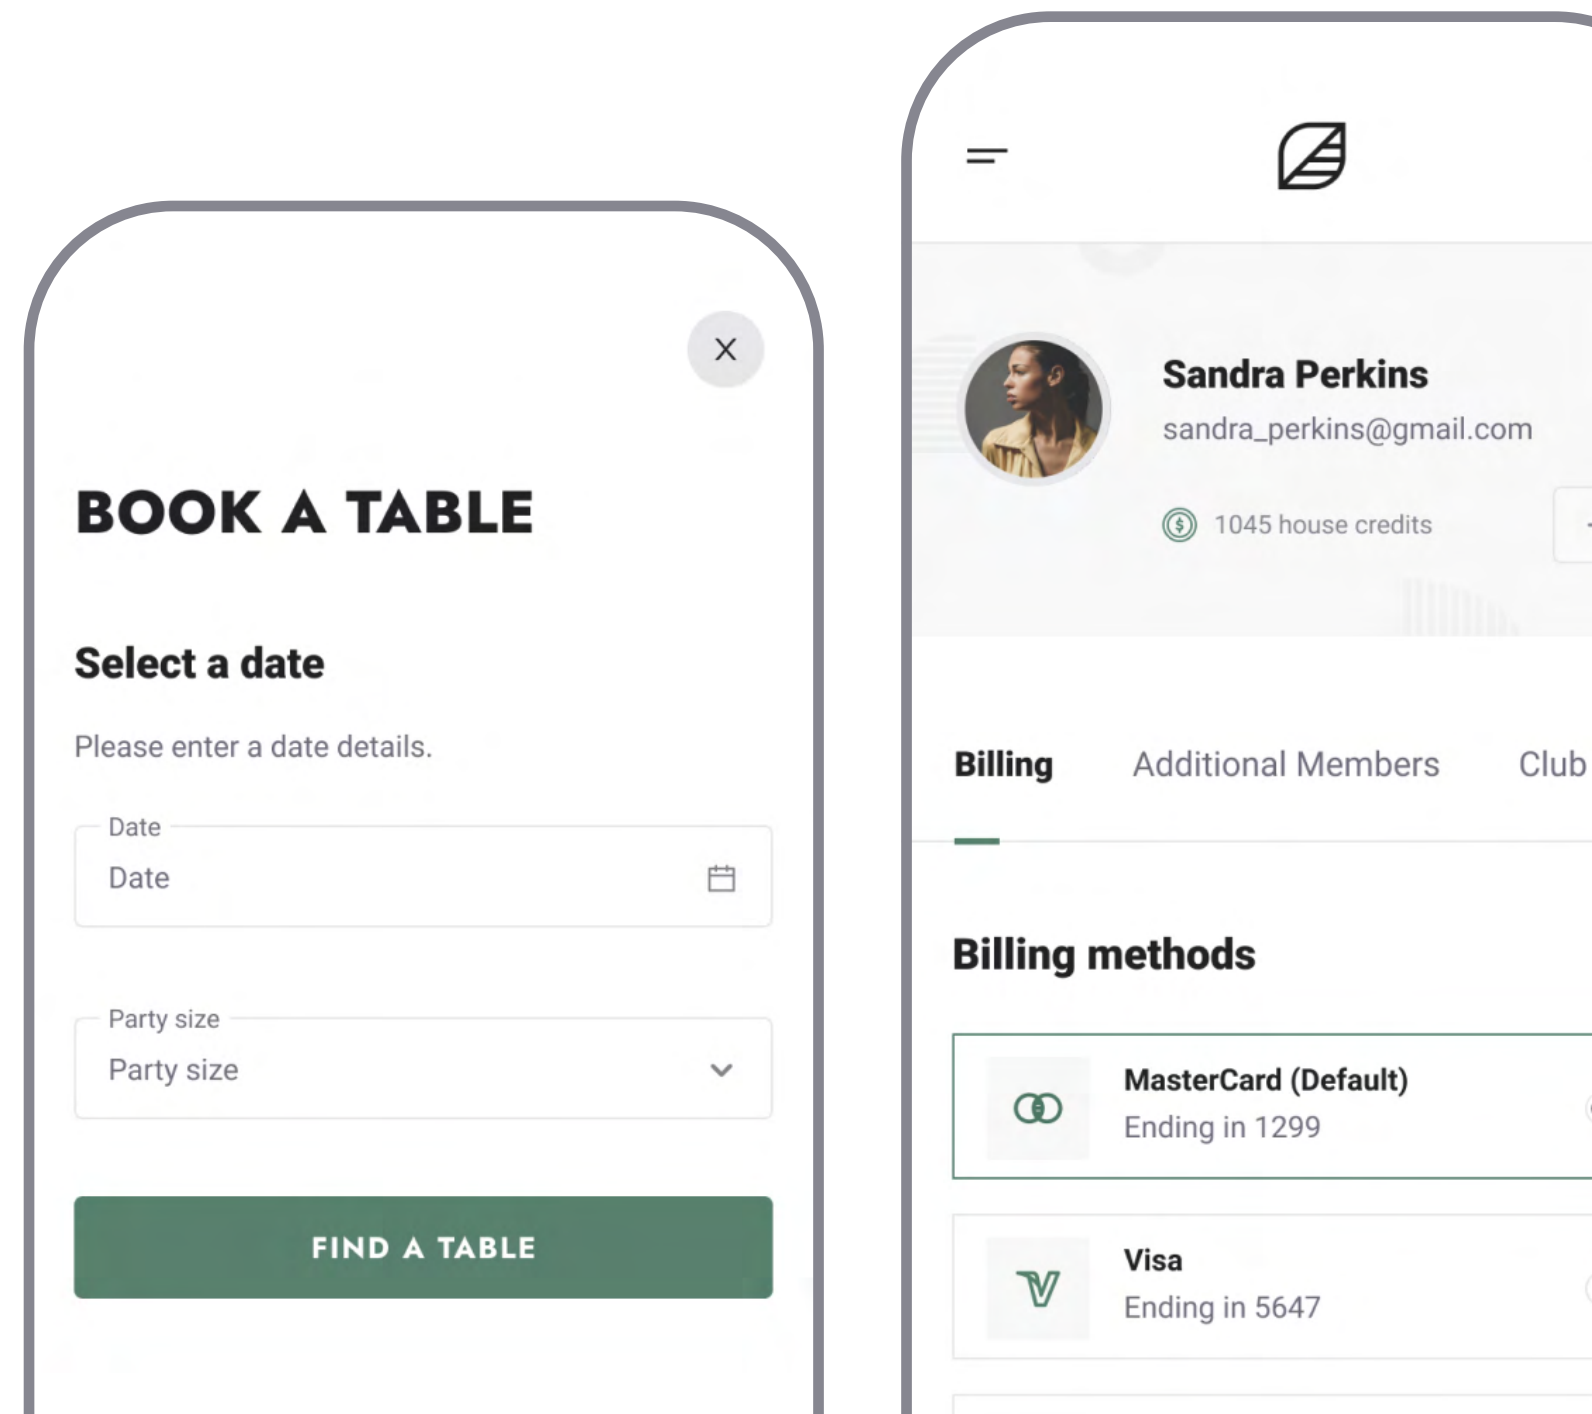 X
BOOK A TABLE
Select a date
Please enter a date details.
Date
Date
Party size
Party size
FIND A TABLE
Sandra Perkins
sandra_perkins@gmail.com
1045 house credits
Billing
Additional Members
Club
Billing methods
MasterCard (Default)
Ending in 1299
Visa
Ending in 5647